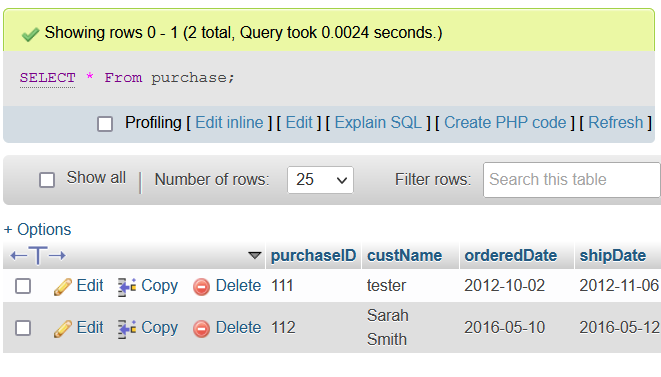 Showing rows 0 - 1 (2 total, Query took 0.0024 seconds.)
SELECT * From purchase;
Profiling [ Edit inline ] [ Edit ] [ Explain SQL ] [ Create PHP code ] [ Refresh ]
Show all | Number of rows: 25 Filter rows: Search this table
+ Options
←T→ purchaseID custName orderedDate shipDate
Edit Copy Delete 111 tester 2012-10-02 2012-11-06
Edit Copy Delete 112 Sarah Smith 2016-05-10 2016-05-12